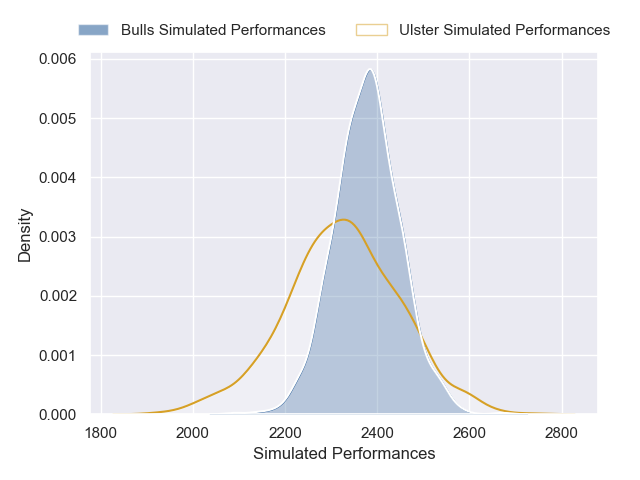 Bulls Simulated Performances
Ulster Simulated Performances
0.006
0.005
0.004
0.003
0.002
0.001
0.000
Density
1800 2000 2200 2400 2600 2800
Simulated Performances